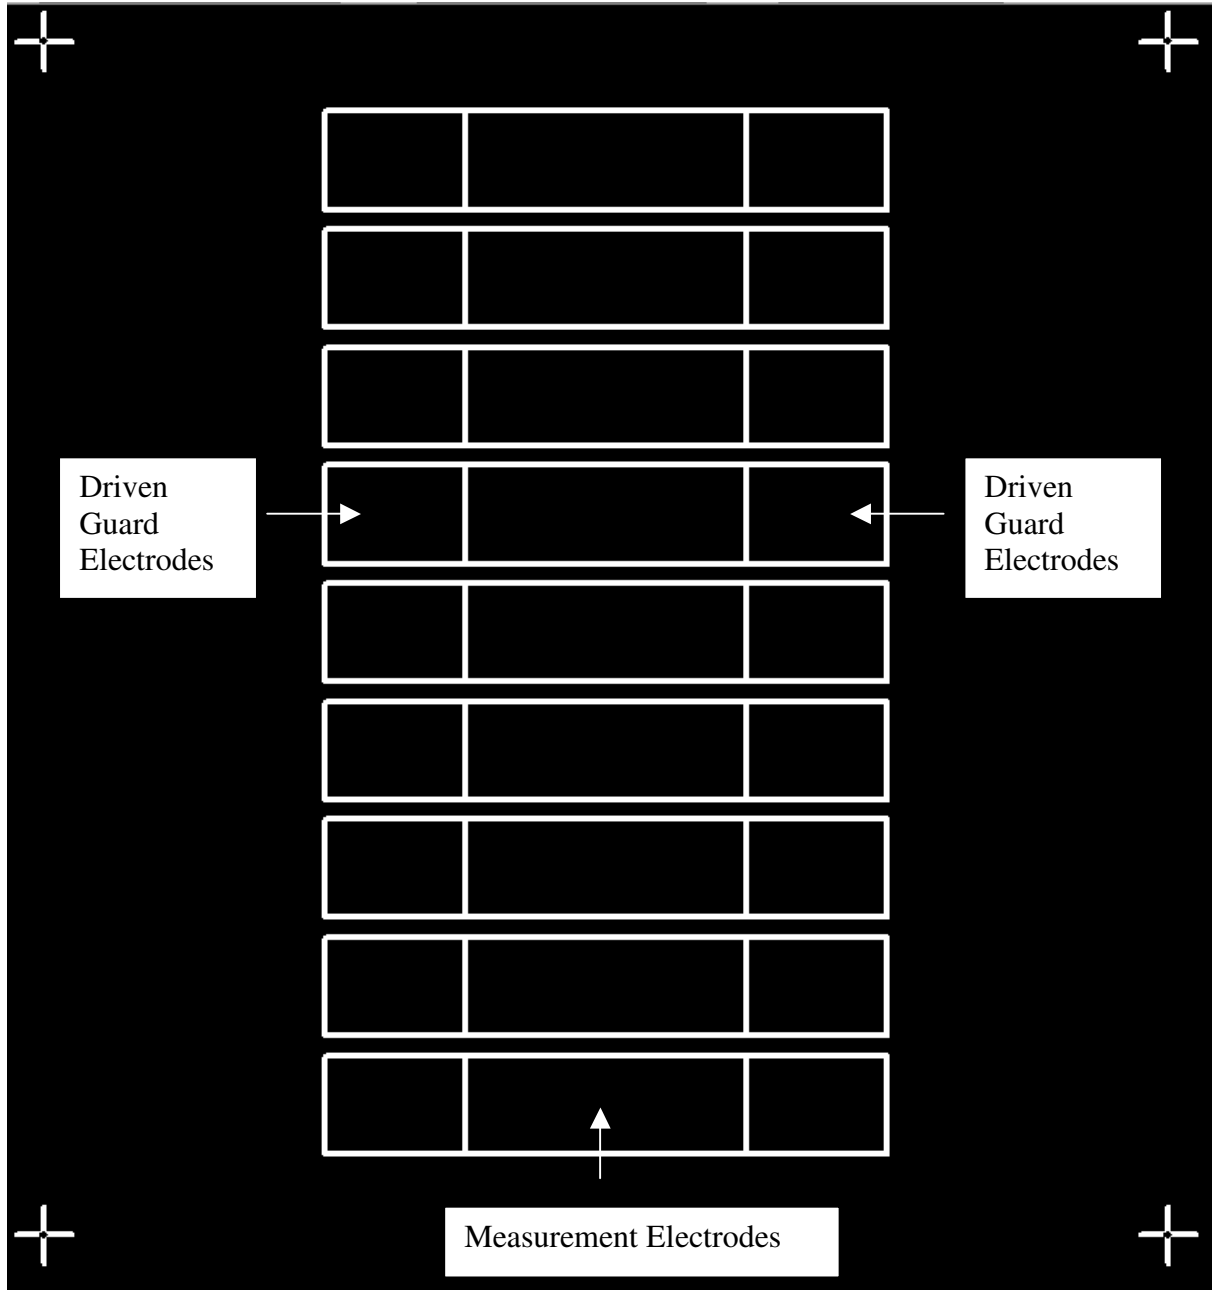 Driven
Guard
Electrodes
Driven
Guard
Electrodes
Measurement Electrodes